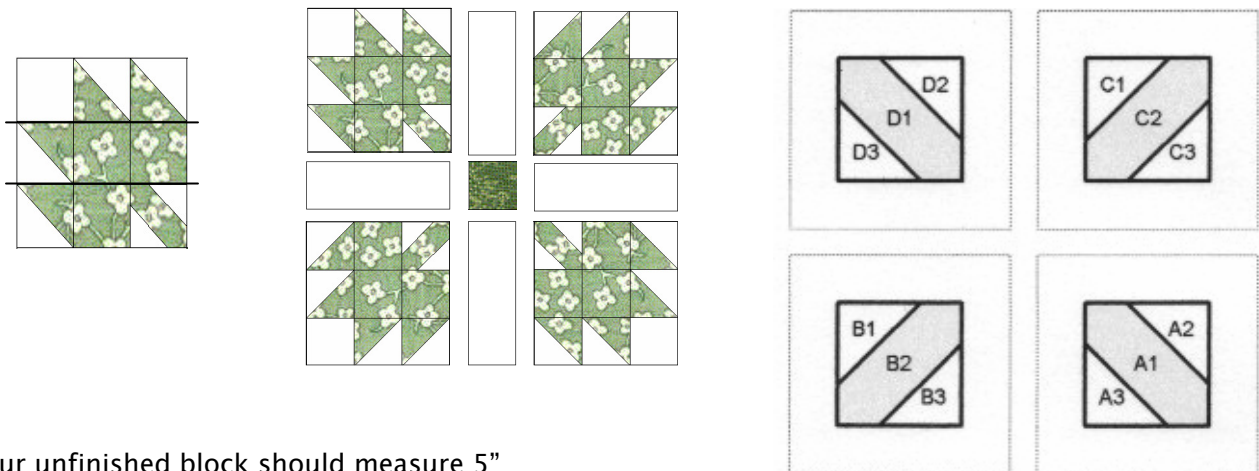 D2
D1
D3
C1
C2
C3
B1
B2
B3
A2
A1
A3
ur unfinished block should measure 5”